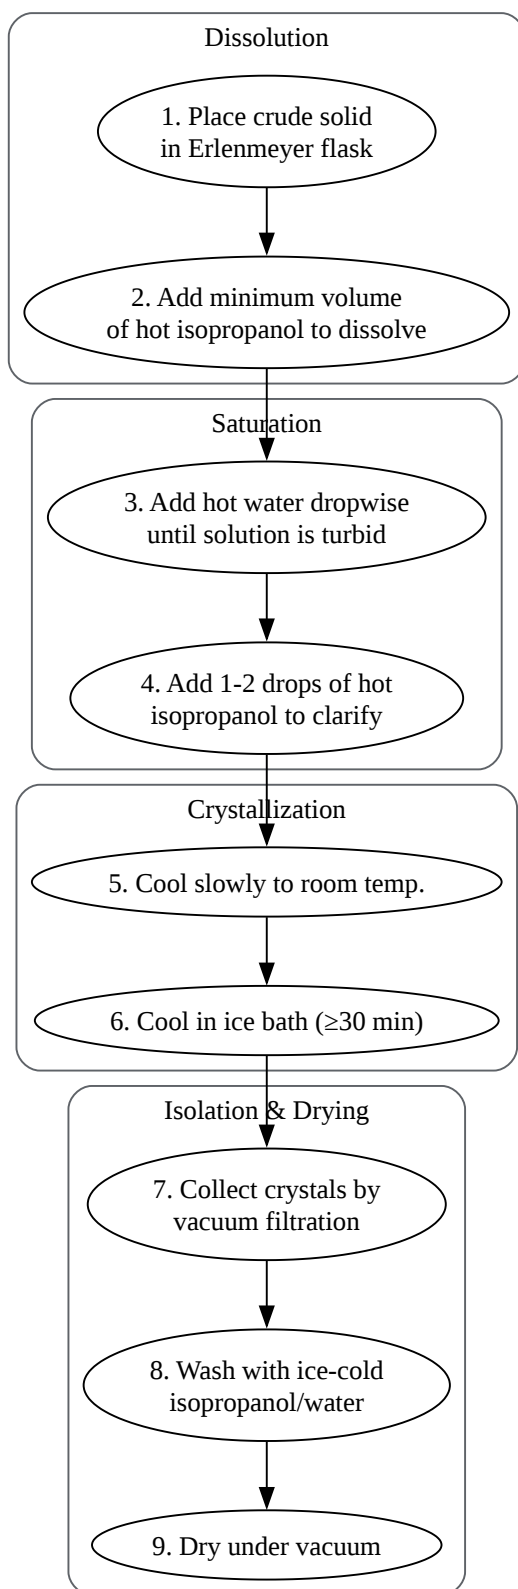 Dissolution
1. Place crude solid
in Erlenmeyer flask
2. Add minimum volume
of hot isopropanol to dissolve
Saturation
3. Add hot water dropwise
until solution is turbid
4. Add 1-2 drops of hot
isopropanol to clarify
Crystallization
5. Cool slowly to room temp.
6. Cool in ice bath (≥30 min)
Isolation & Drying
7. Collect crystals by
vacuum filtration
8. Wash with ice-cold
isopropanol/water
9. Dry under vacuum